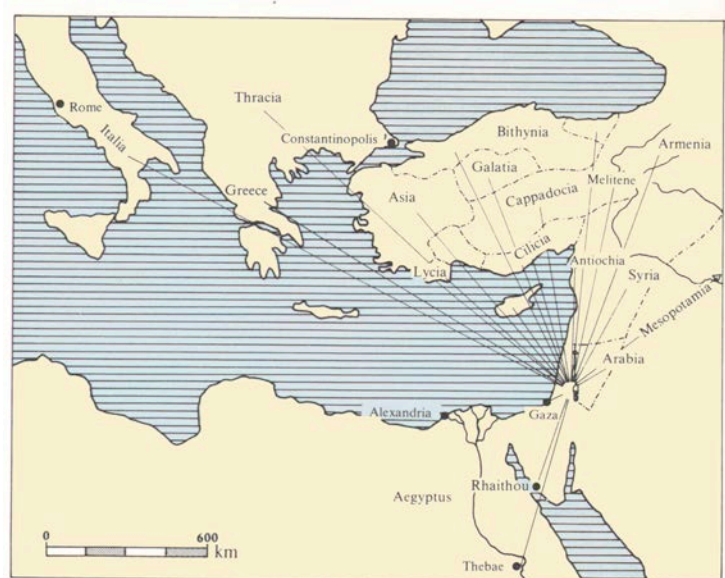 Thracia
Rome
Italia
Constantinopolis
Bithynia
Armenia
Galatia
Melitene
Greece
Asia
Cappadocia
Cilicia
Lycia
Antiochia
Syria
Mesopotamia
Arabia
Alexandria
Gaza
Rhaithou
Aegyptus
0 600
km
Thebae